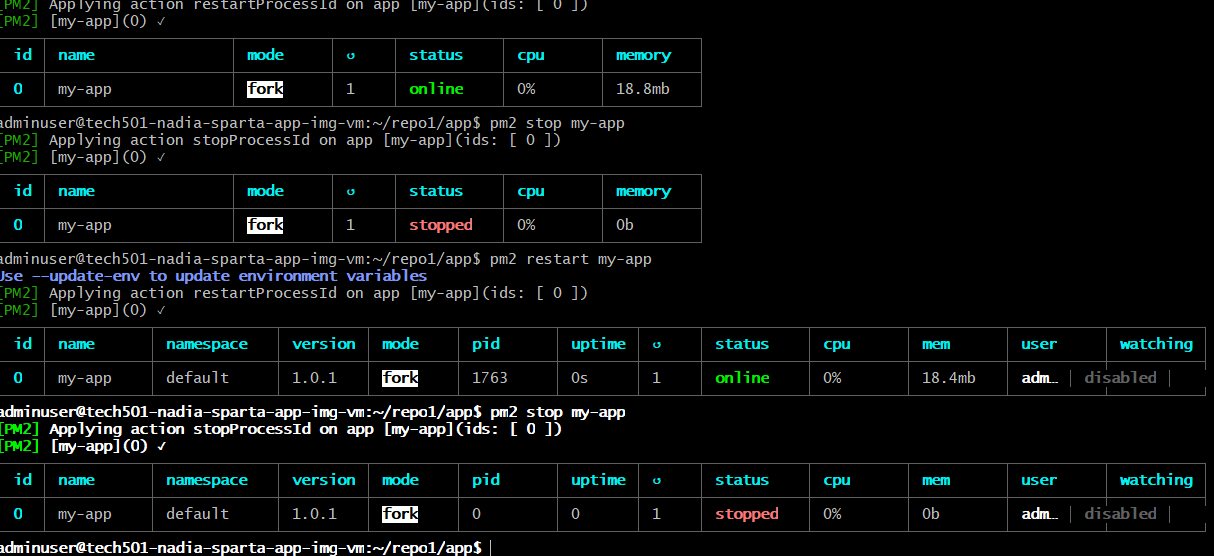 [PM2] Applying action restartProcessId on app [my-app](ids: [ 0 ])
[PM2] [my-app](0) ✓
id name mode ↺ status cpu memory
0 my-app fork 1 online 0% 18.8mb
adminuser@tech501-nadia-sparta-app-img-vm:~/repo1/app$ pm2 stop my-app
[PM2] Applying action stopProcessId on app [my-app](ids: [ 0 ])
[PM2] [my-app](0) ✓
id name mode ↺ status cpu memory
0 my-app fork 1 stopped 0% 0b
adminuser@tech501-nadia-sparta-app-img-vm:~/repo1/app$ pm2 restart my-app
Use --update-env to update environment variables
[PM2] Applying action restartProcessId on app [my-app](ids: [ 0 ])
[PM2] [my-app](0) ✓
id name namespace version mode pid uptime ↺ status cpu mem user watching
0 my-app default 1.0.1 fork 1763 0s 1 online 0% 18.4mb adm… disabled
adminuser@tech501-nadia-sparta-app-img-vm:~/repo1/app$ pm2 stop my-app
[PM2] Applying action stopProcessId on app [my-app](ids: [ 0 ])
[PM2] [my-app](0) ✓
id name namespace version mode pid uptime ↺ status cpu mem user watching
0 my-app default 1.0.1 fork 0 0 1 stopped 0% 0b adm… disabled
adminuser@tech501-nadia-sparta-app-img-vm:~/repo1/app$